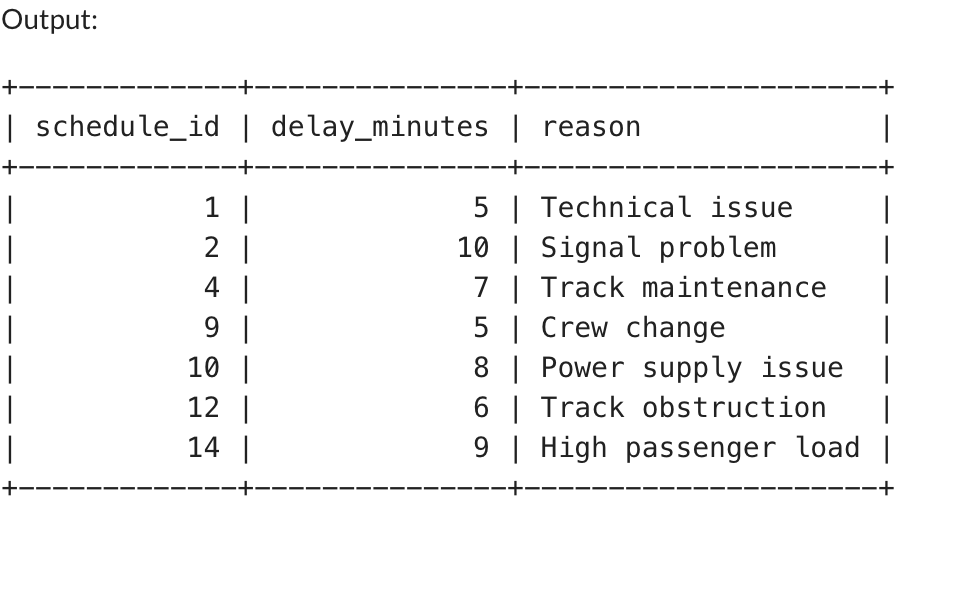 Output:
+-------------+---------------+---------------------+
| schedule_id | delay_minutes | reason              |
+-------------+---------------+---------------------+
|           1 |             5 | Technical issue     |
|           2 |            10 | Signal problem      |
|           4 |             7 | Track maintenance   |
|           9 |             5 | Crew change         |
|          10 |             8 | Power supply issue  |
|          12 |             6 | Track obstruction   |
|          14 |             9 | High passenger load |
+-------------+---------------+---------------------+